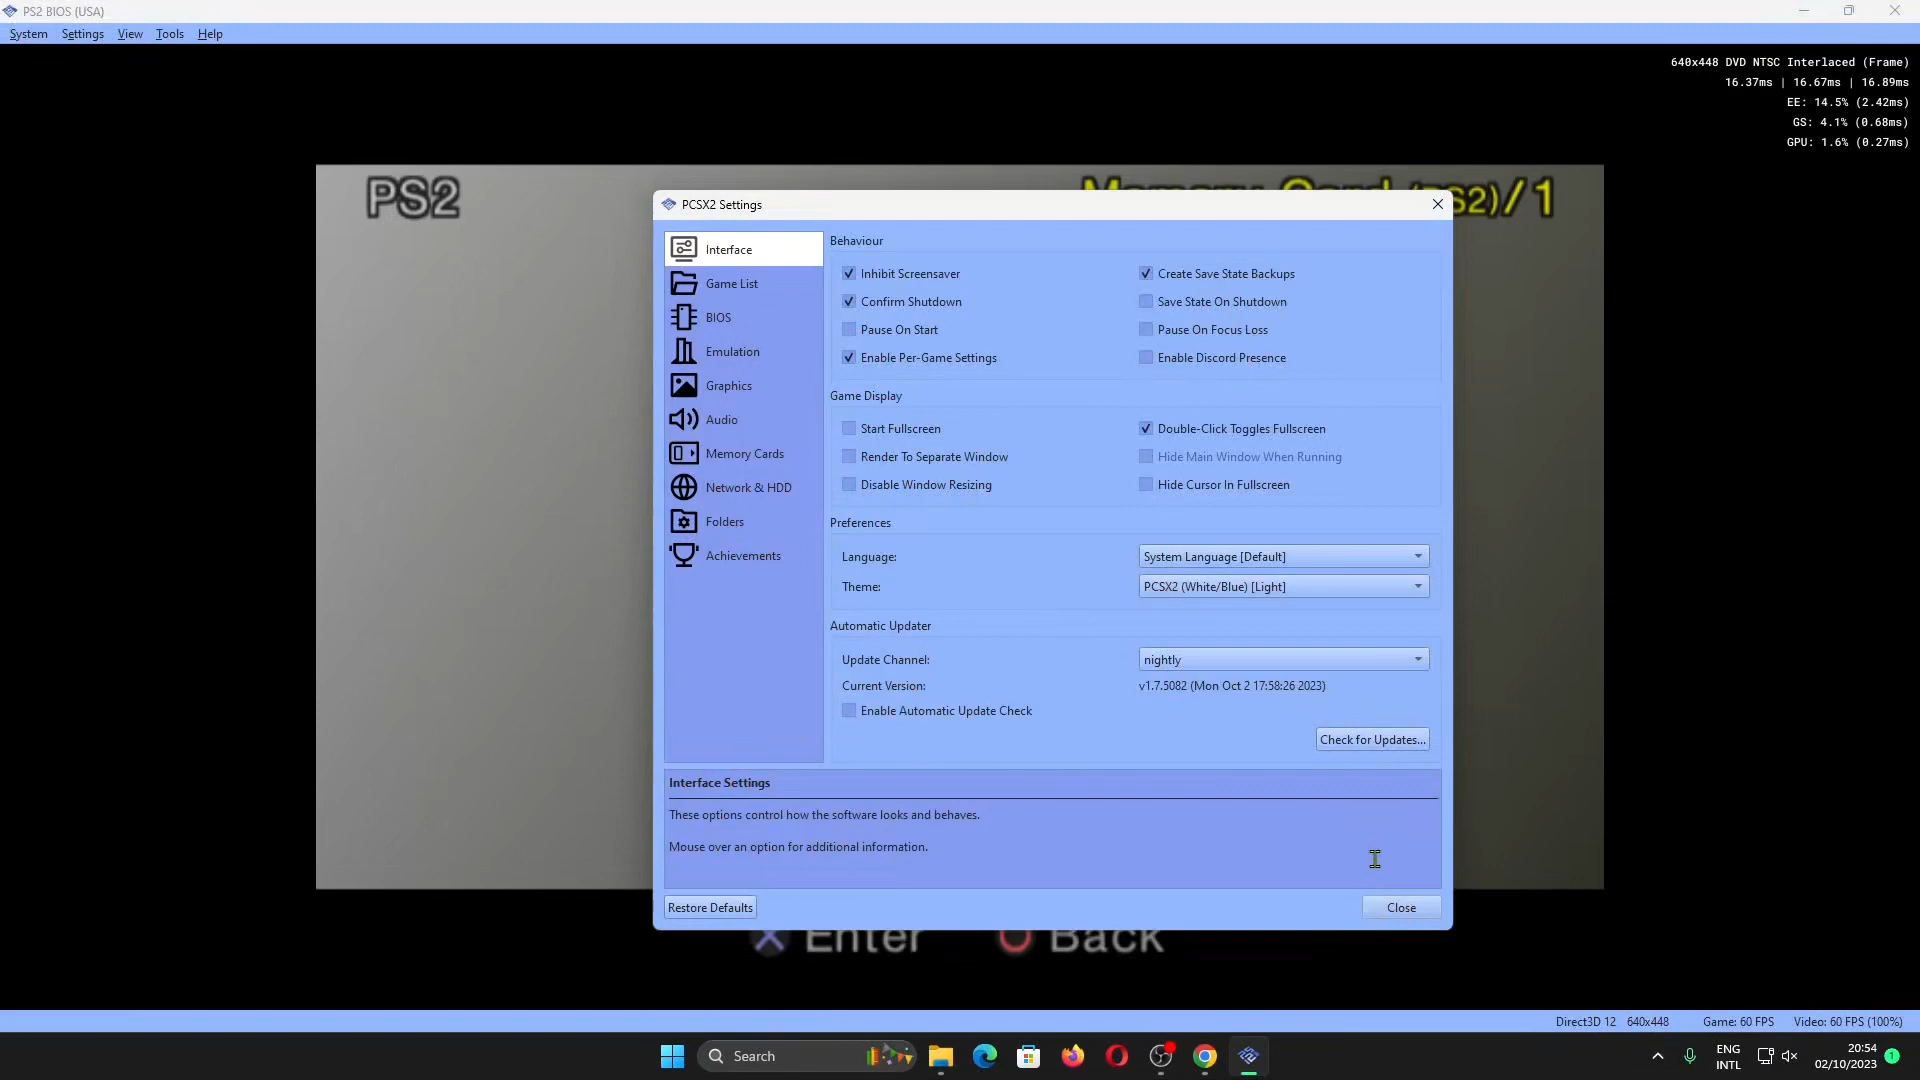 PS2 BIOS (USA)
System Settings View Tools Help
640x448 DVD NTSC Interlaced (Frame)
16.37ms | 16.67ms | 16.89ms
EE: 14.5% (2.42ms)
GS: 4.1% (0.68ms)
GPU: 1.6% (0.27ms)
PS2
Memory Card (PS2)/1
PCSX2 Settings
Interface
Game List
BIOS
Emulation
Graphics
Audio
Memory Cards
Network & HDD
Folders
Achievements
Behaviour
Inhibit Screensaver
Create Save State Backups
Confirm Shutdown
Save State On Shutdown
Pause On Start
Pause On Focus Loss
Enable Per-Game Settings
Enable Discord Presence
Game Display
Start Fullscreen
Double-Click Toggles Fullscreen
Render To Separate Window
Hide Main Window When Running
Disable Window Resizing
Hide Cursor In Fullscreen
Preferences
Language:
System Language [Default]
Theme:
PCSX2 (White/Blue) [Light]
Automatic Updater
Update Channel:
nightly
Current Version:
v1.7.5082 (Mon Oct 2 17:58:26 2023)
Enable Automatic Update Check
Check for Updates...
Interface Settings
These options control how the software looks and behaves.
Mouse over an option for additional information.
Restore Defaults
Close
Enter
Back
Direct3D 12 640x448 Game: 60 FPS Video: 60 FPS (100%)
Search
ENG
INTL
20:54
02/10/2023
1